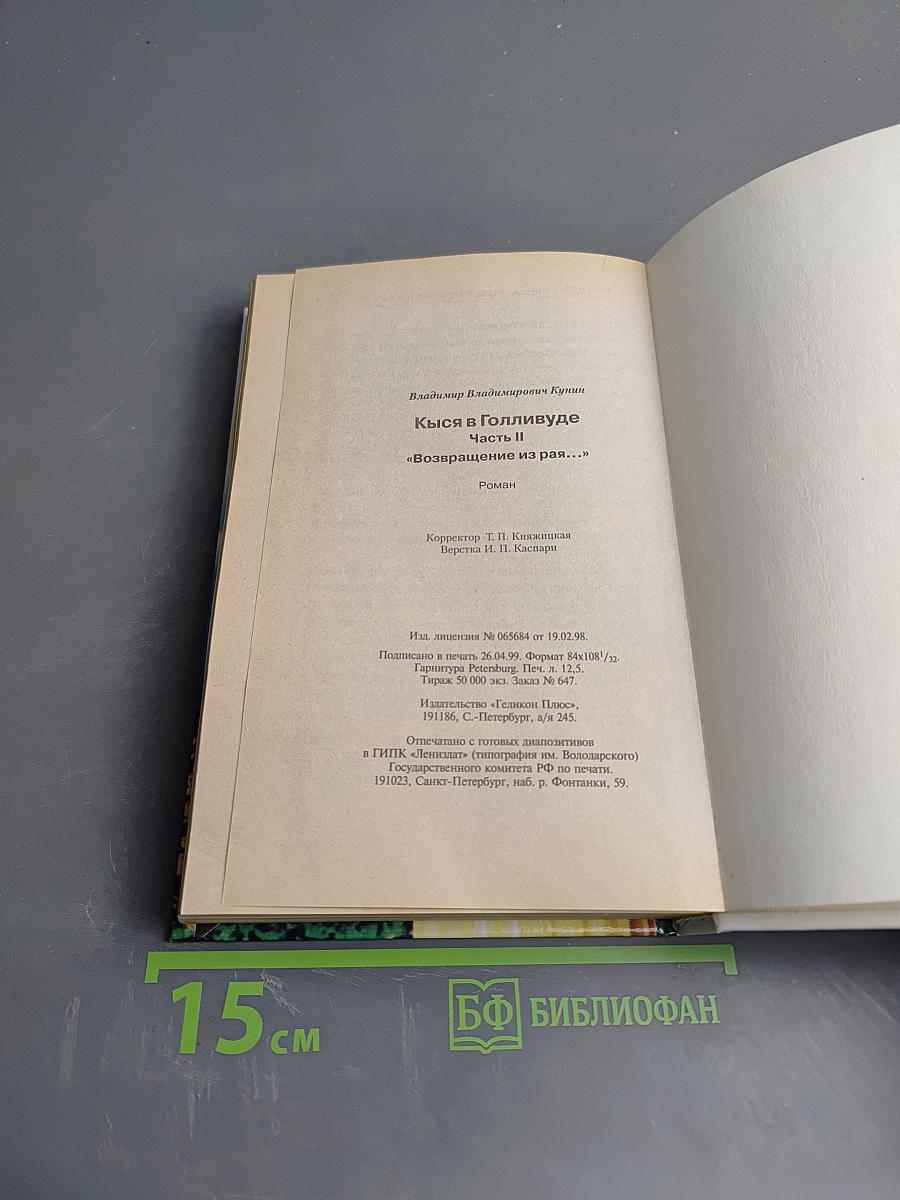 Владимир Владимирович Кунин
Кыся в Голливуде
Часть II
«Возвращение из рая...»
Роман
Корректор Т. П. Княжицкая
Верстка И. П. Каспари
Изд. лицензия № 065684 от 19.02.98.
Подписано в печать 26.04.99. Формат 84x108¹/₃₂.
Гарнитура Petersburg. Печ. л. 12,5.
Тираж 50 000 экз. Заказ № 647.
Издательство «Геликон Плюс»,
191186, С.-Петербург, а/я 245.
Отпечатано с готовых диапозитивов
в ГИПК «Лениздат» (типография им. Володарского)
Государственного комитета РФ по печати.
191023, Санкт-Петербург, наб. р. Фонтанки, 59.
15 см
БФ БИБЛИОФАН